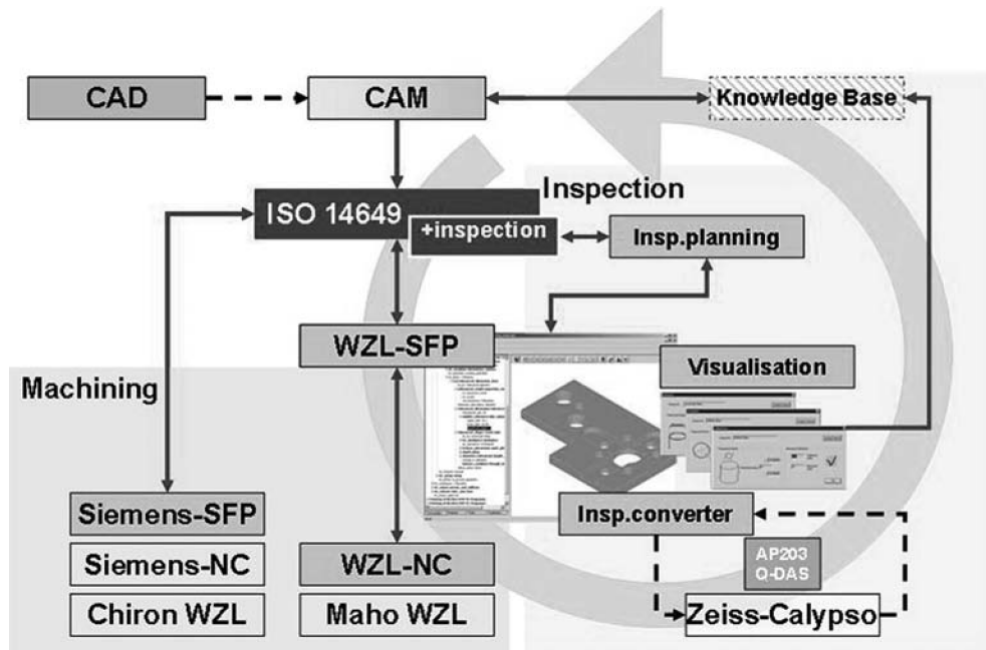 CAD
CAM
Knowledge Base
Inspection
ISO 14649
+inspection
Insp.planning
WZL-SFP
Visualisation
Machining
Siemens-SFP
Insp.converter
Siemens-NC
WZL-NC
AP203
Q-DAS
Chiron WZL
Maho WZL
Zeiss-Calypso